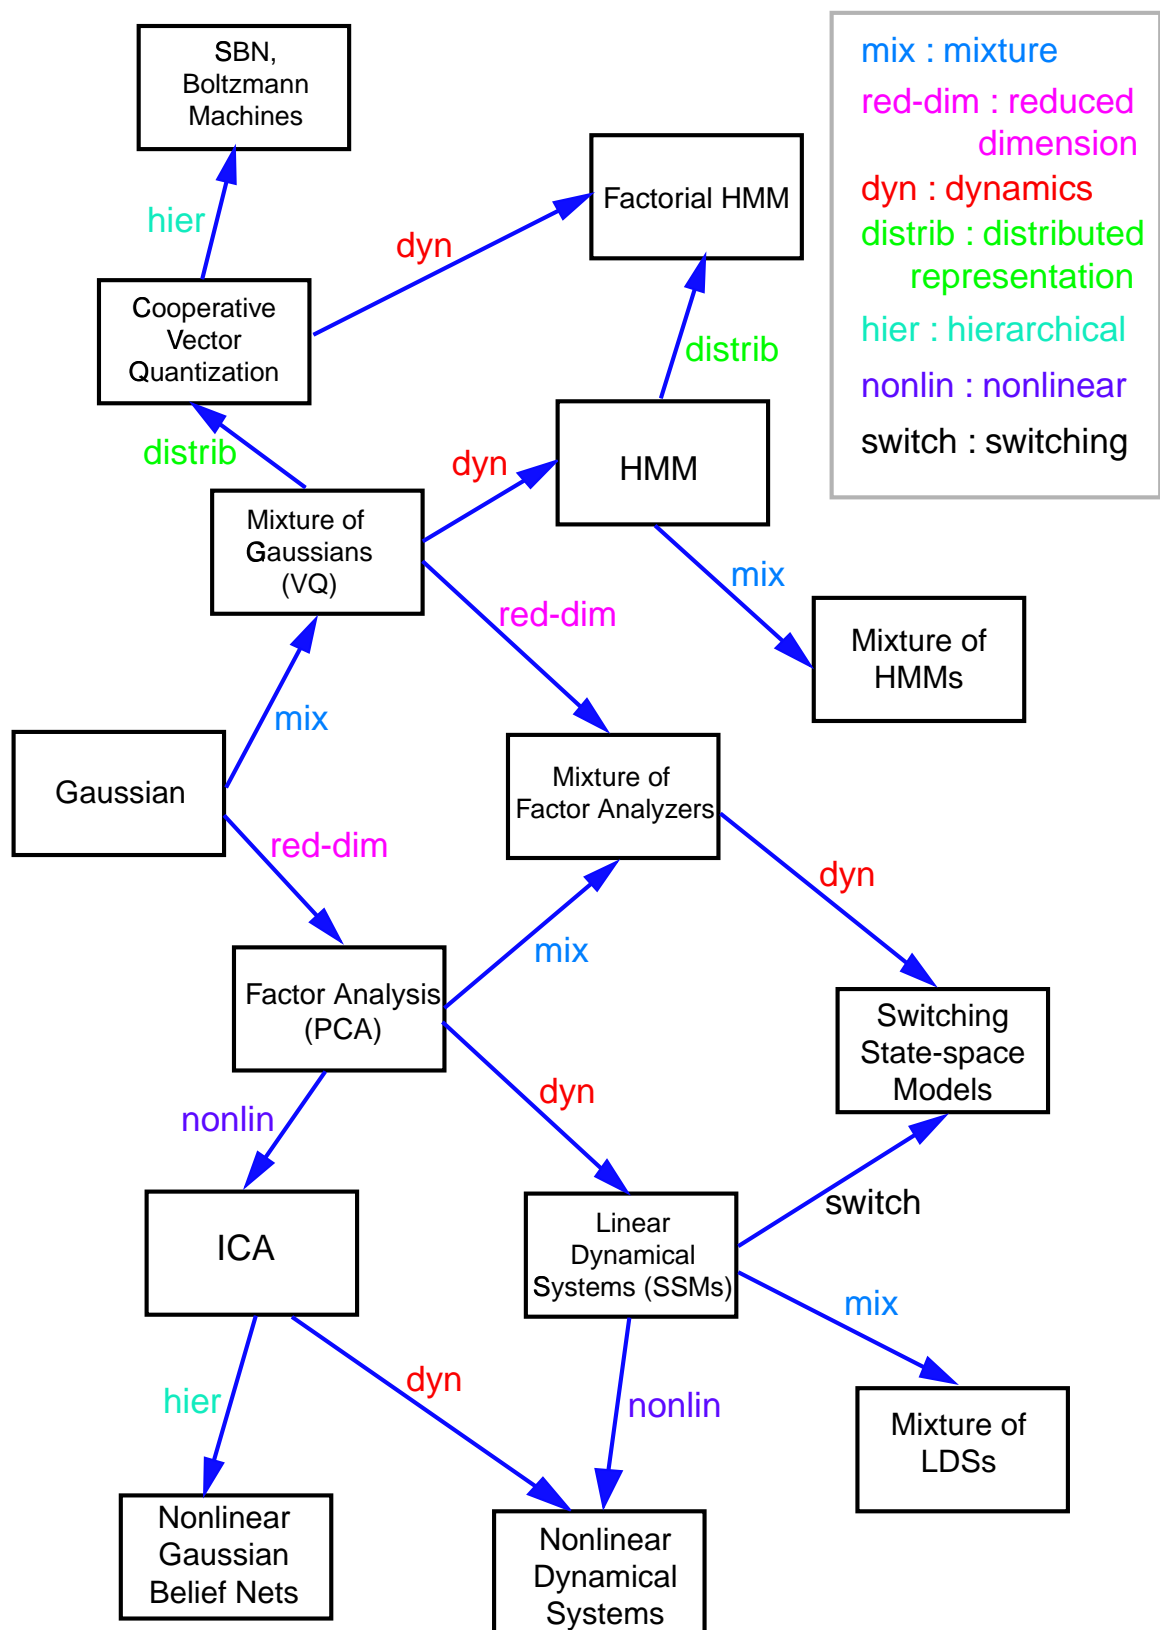 SBN,
Boltzmann
Machines
mix : mixture
red-dim : reduced
dimension
dyn : dynamics
distrib : distributed
representation
hier : hierarchical
nonlin : nonlinear
switch : switching
hier
dyn
Factorial HMM
Cooperative
Vector
Quantization
distrib
distrib
dyn
HMM
Mixture of
Gaussians
(VQ)
red-dim
mix
Mixture of
HMMs
mix
Gaussian
red-dim
Mixture of
Factor Analyzers
dyn
mix
Factor Analysis
(PCA)
Switching
State-space
Models
nonlin
dyn
switch
ICA
Linear
Dynamical
Systems (SSMs)
mix
hier
dyn
nonlin
Mixture of
LDSs
Nonlinear
Gaussian
Belief Nets
Nonlinear
Dynamical
Systems